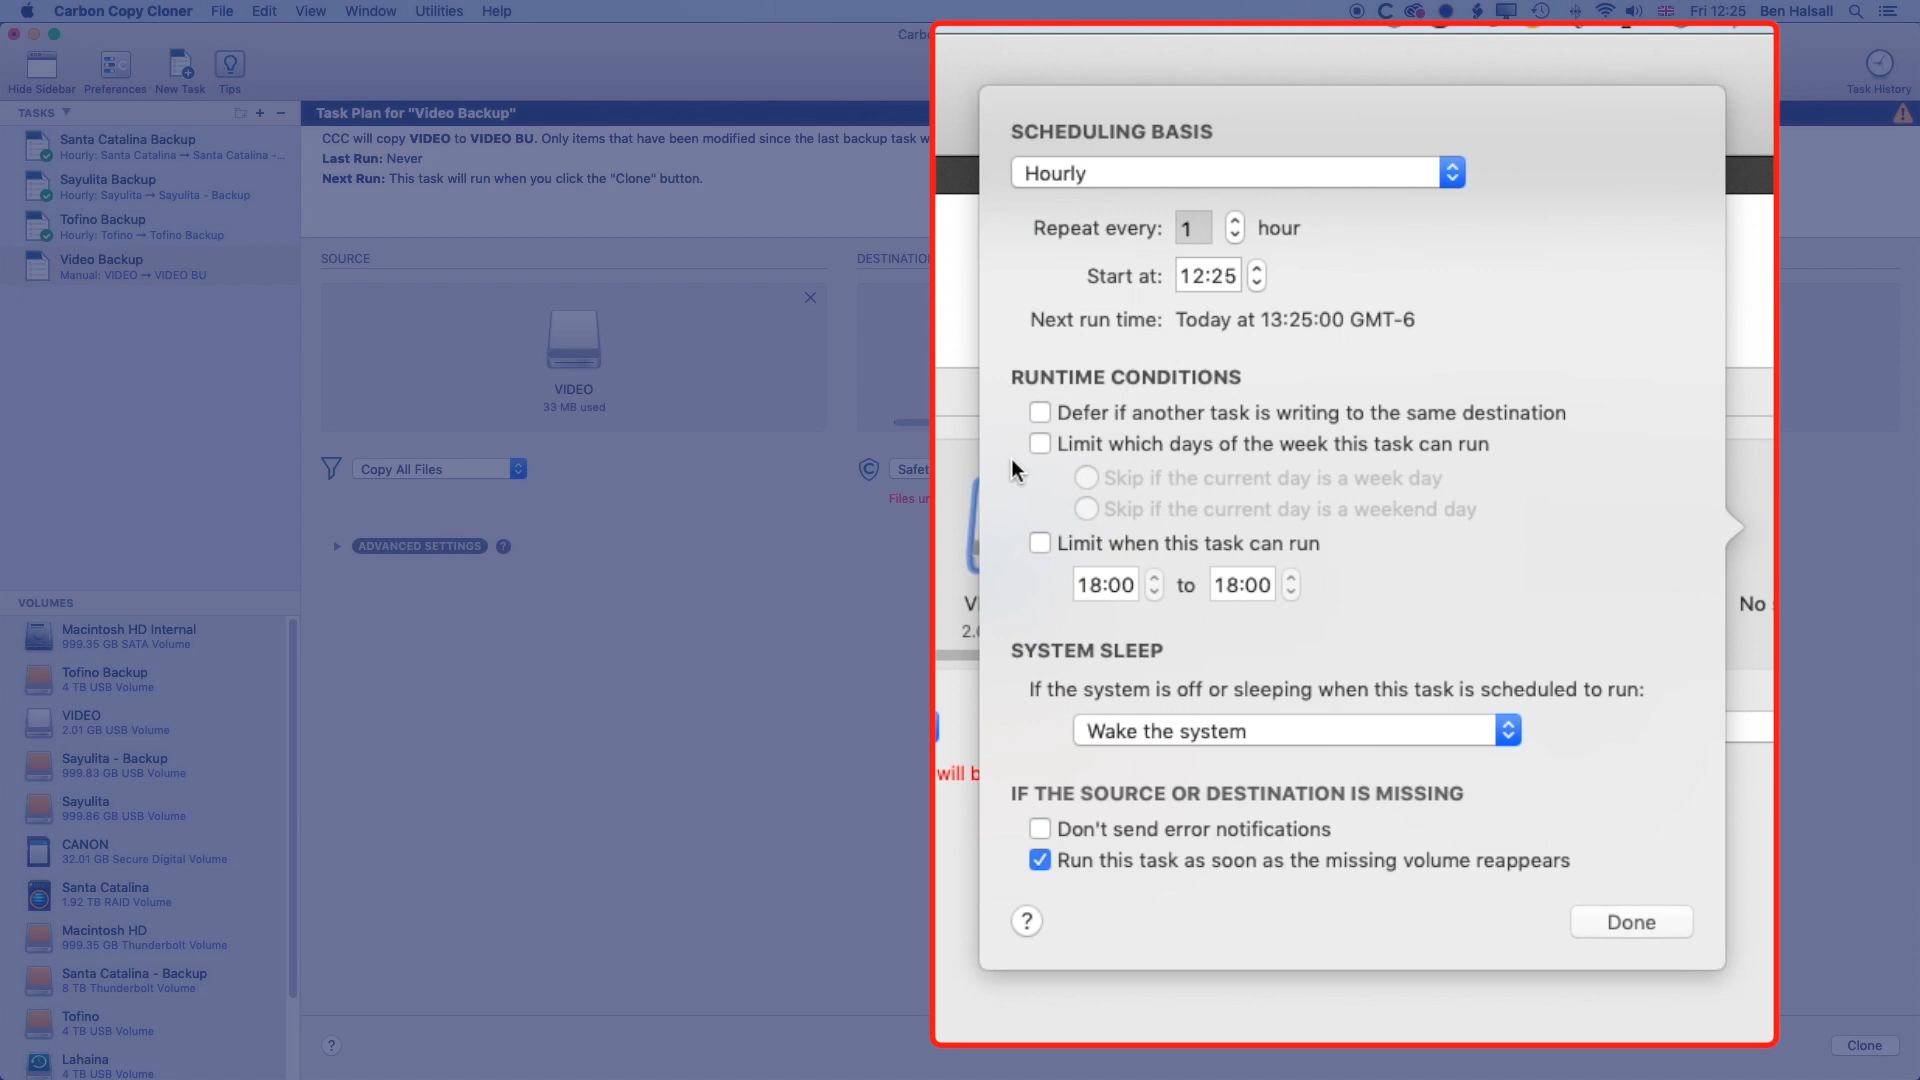 Carbon Copy Cloner File Edit View Window Utilities Help
Fri 12:25 Ben Halsall
Hide Sidebar Preferences New Task Tips
Task History
TASKS
Santa Catalina Backup
Hourly: Santa Catalina → Santa Catalina -...
Sayulita Backup
Hourly: Sayulita → Sayulita - Backup
Tofino Backup
Hourly: Tofino → Tofino Backup
Video Backup
Manual: VIDEO → VIDEO BU
VOLUMES
Macintosh HD Internal
999.35 GB SATA Volume
Tofino Backup
4 TB USB Volume
VIDEO
2.01 GB USB Volume
Sayulita - Backup
999.83 GB USB Volume
Sayulita
999.86 GB USB Volume
CANON
32.01 GB Secure Digital Volume
Santa Catalina
1.92 TB RAID Volume
Macintosh HD
999.35 GB Thunderbolt Volume
Santa Catalina - Backup
8 TB Thunderbolt Volume
Tofino
4 TB USB Volume
Lahaina
4 TB USB Volume
Task Plan for "Video Backup"
CCC will copy VIDEO to VIDEO BU. Only items that have been modified since the last backup task w
Last Run: Never
Next Run: This task will run when you click the "Clone" button.
SOURCE
VIDEO
33 MB used
Copy All Files
ADVANCED SETTINGS ?
?
DESTINATION
Safet
Files un
SCHEDULING BASIS
Hourly
Repeat every: 1 hour
Start at: 12:25
Next run time: Today at 13:25:00 GMT-6
RUNTIME CONDITIONS
Defer if another task is writing to the same destination
Limit which days of the week this task can run
Skip if the current day is a week day
Skip if the current day is a weekend day
Limit when this task can run
18:00 to 18:00
SYSTEM SLEEP
If the system is off or sleeping when this task is scheduled to run:
Wake the system
IF THE SOURCE OR DESTINATION IS MISSING
Don't send error notifications
Run this task as soon as the missing volume reappears
? Done
No
will b
Clone